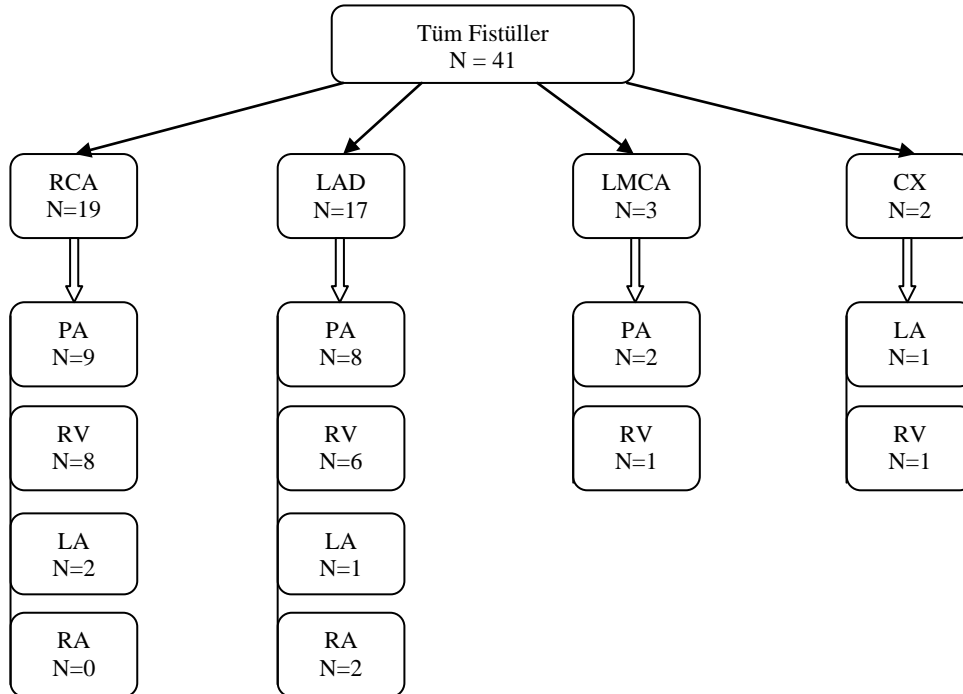 Tüm Fistüller
N = 41
RCA
N=19
LAD
N=17
LMCA
N=3
CX
N=2
PA
N=9
PA
N=8
PA
N=2
LA
N=1
RV
N=8
RV
N=6
RV
N=1
RV
N=1
LA
N=2
LA
N=1
RA
N=0
RA
N=2